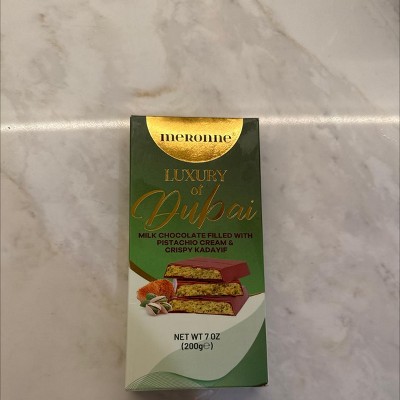 meRonne
LUXURY
of
Dubai
MILK CHOCOLATE FILLED WITH
PISTACHIO CREAM &
CRISPY KADAYIF
NET WT 7 OZ
(200g℮)